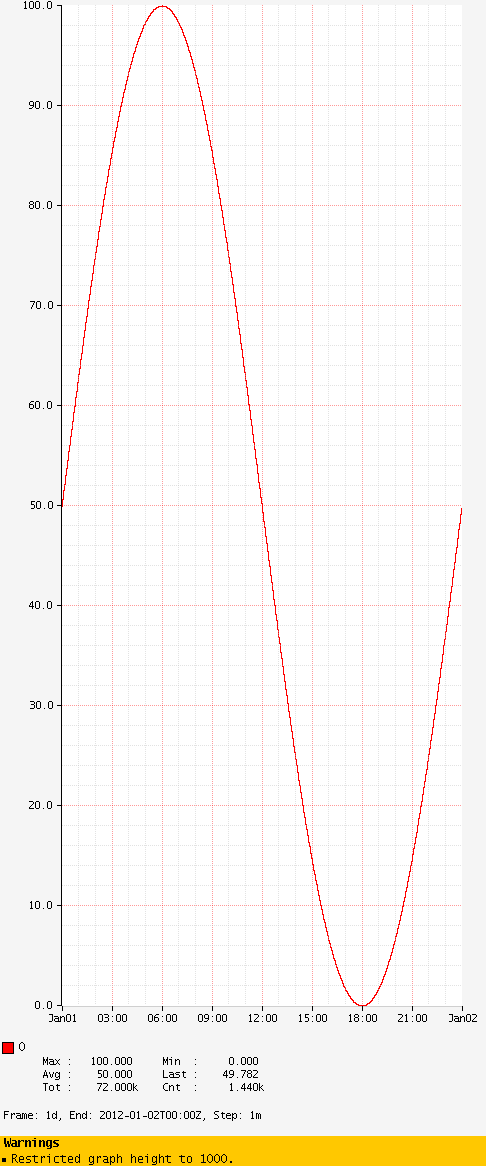 100.0
90.0
80.0
70.0
60.0
50.0
40.0
30.0
20.0
10.0
0.0
Jan01 03:00 06:00 09:00 12:00 15:00 18:00 21:00 Jan02
0
Max : 100.000 Min : 0.000
Avg : 50.000 Last : 49.782
Tot : 72.000k Cnt : 1.440k
Frame: 1d, End: 2012-01-02T00:00Z, Step: 1m
Warnings
Restricted graph height to 1000.